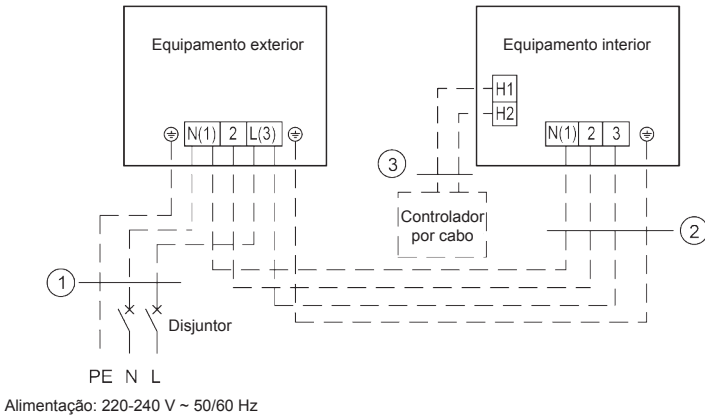 Equipamento exterior
Equipamento interior
H1
H2
N(1) 2 L(3)
N(1) 2 3
3
Controlador
por cabo
2
1
Disjuntor
PE N L
Alimentação: 220-240 V ~ 50/60 Hz